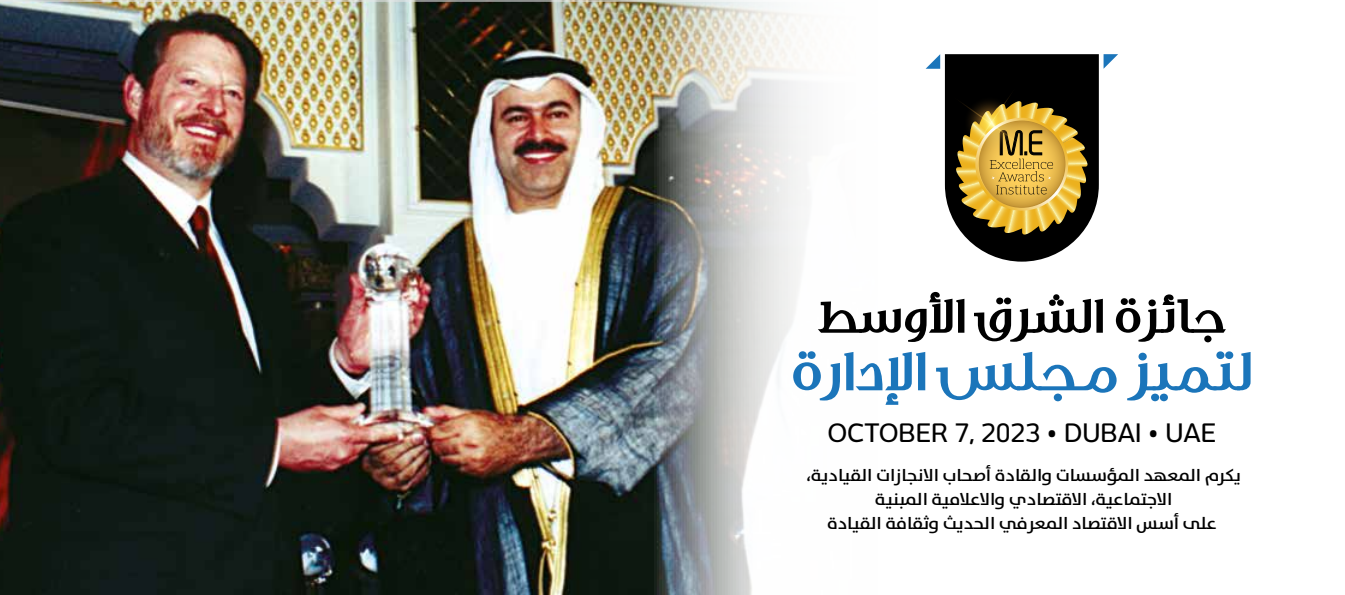 M.E
Excellence
Awards
Institute
جائزة الشرق الأوسط
لتميز مجلس الإدارة
OCTOBER 7, 2023 • DUBAI • UAE
يكرم المعهد المؤسسات والقادة أصحاب الانجازات القيادية،
الاجتماعية، الاقتصادي والاعلامية المبنية
على أسس الاقتصاد المعرفي الحديث وثقافة القيادة